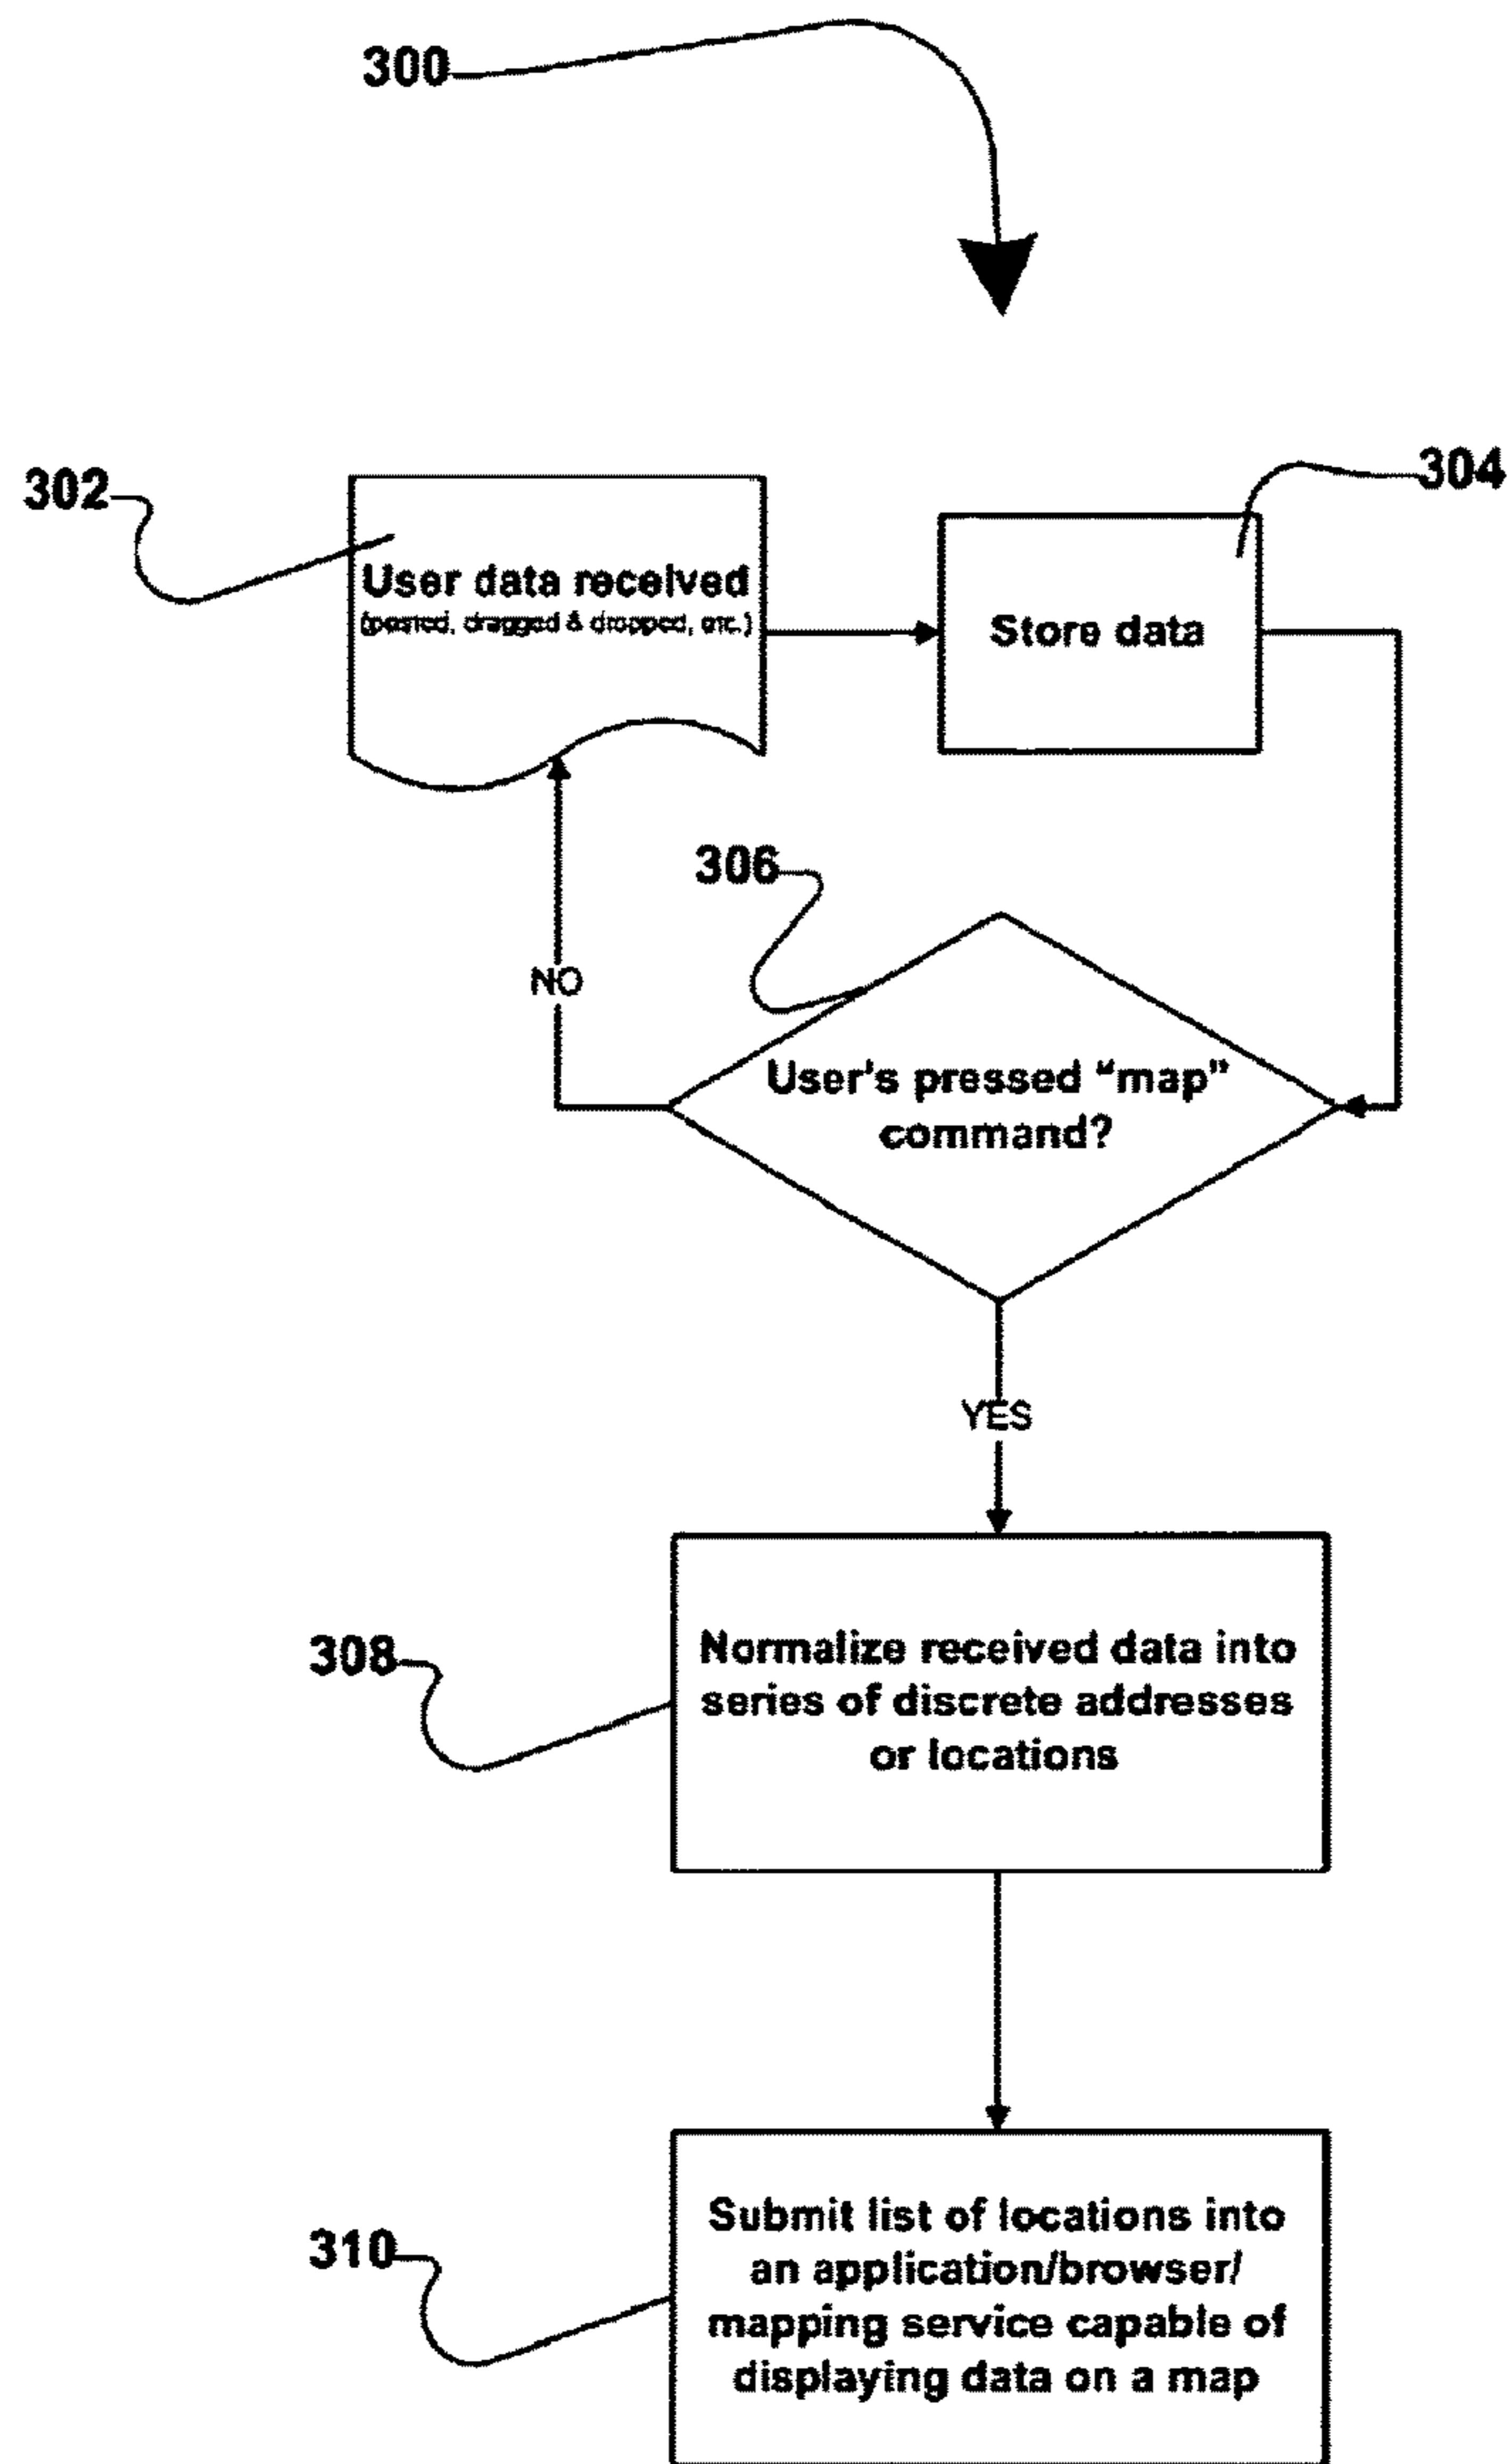 300
302
304
User data received
(pasted, dragged & dropped, etc.)
Store data
306
NO
User's pressed “map”
command?
YES
308
Normalize received data into
series of discrete addresses
or locations
310
Submit list of locations into
an application/browser/
mapping service capable of
displaying data on a map